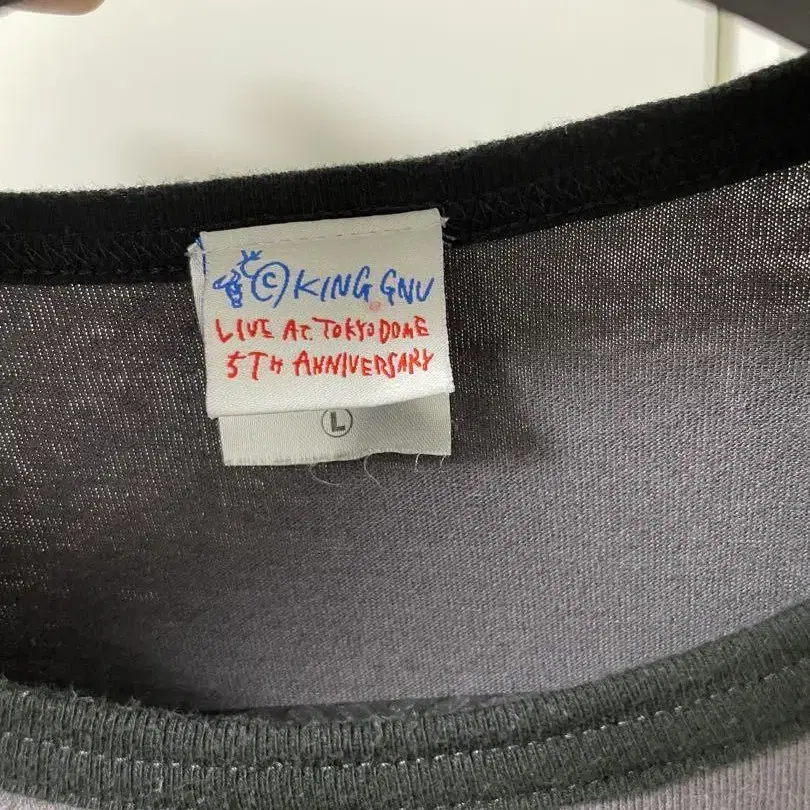 © KING GNU
LIVE AT TOKYO DOME
5TH ANNIVERSARY
L